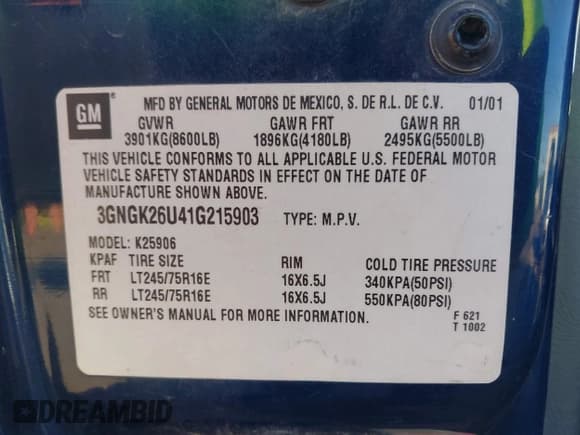 GM ®
MFD BY GENERAL MOTORS DE MEXICO, S. DE R.L. DE C.V. 01/01
GVWR GAWR FRT GAWR RR
3901KG(8600LB) 1896KG(4180LB) 2495KG(5500LB)
THIS VEHICLE CONFORMS TO ALL APPLICABLE U.S. FEDERAL MOTOR
VEHICLE SAFETY STANDARDS IN EFFECT ON THE DATE OF
MANUFACTURE SHOWN ABOVE.
3GNGK26U41G215903 TYPE: M.P.V.
MODEL: K25906
KPAF TIRE SIZE RIM COLD TIRE PRESSURE
FRT LT245/75R16E 16X6.5J 340KPA(50PSI)
RR LT245/75R16E 16X6.5J 550KPA(80PSI)
SEE OWNER'S MANUAL FOR MORE INFORMATION. F 621
T 1002
DREAMBID